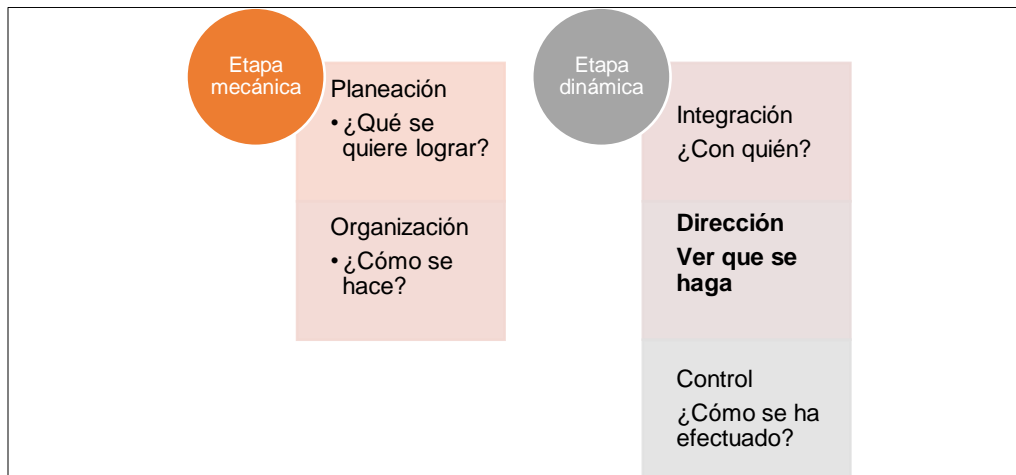 Etapa
mecánica
Planeación
• ¿Qué se
quiere lograr?
Organización
• ¿Cómo se
hace?
Etapa
dinámica
Integración
¿Con quién?
Dirección
Ver que se
haga
Control
¿Cómo se ha
efectuado?